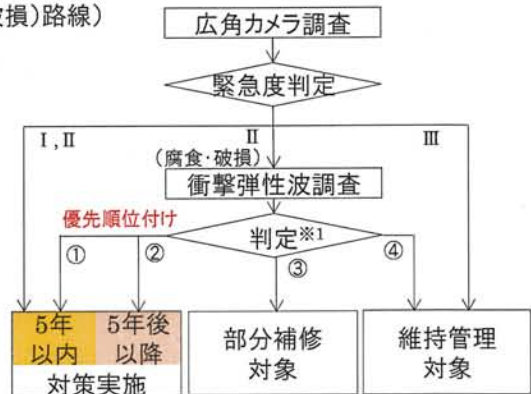 破損)路線)
広角カメラ調査
緊急度判定
Ⅰ,Ⅱ
Ⅱ
Ⅲ
(腐食·破損)
衝撃弾性波調査
優先順位付け
判定※1
①
②
③
④
5年
以内
5年後
以降
対策実施
部分補修
対象
維持管理
対象